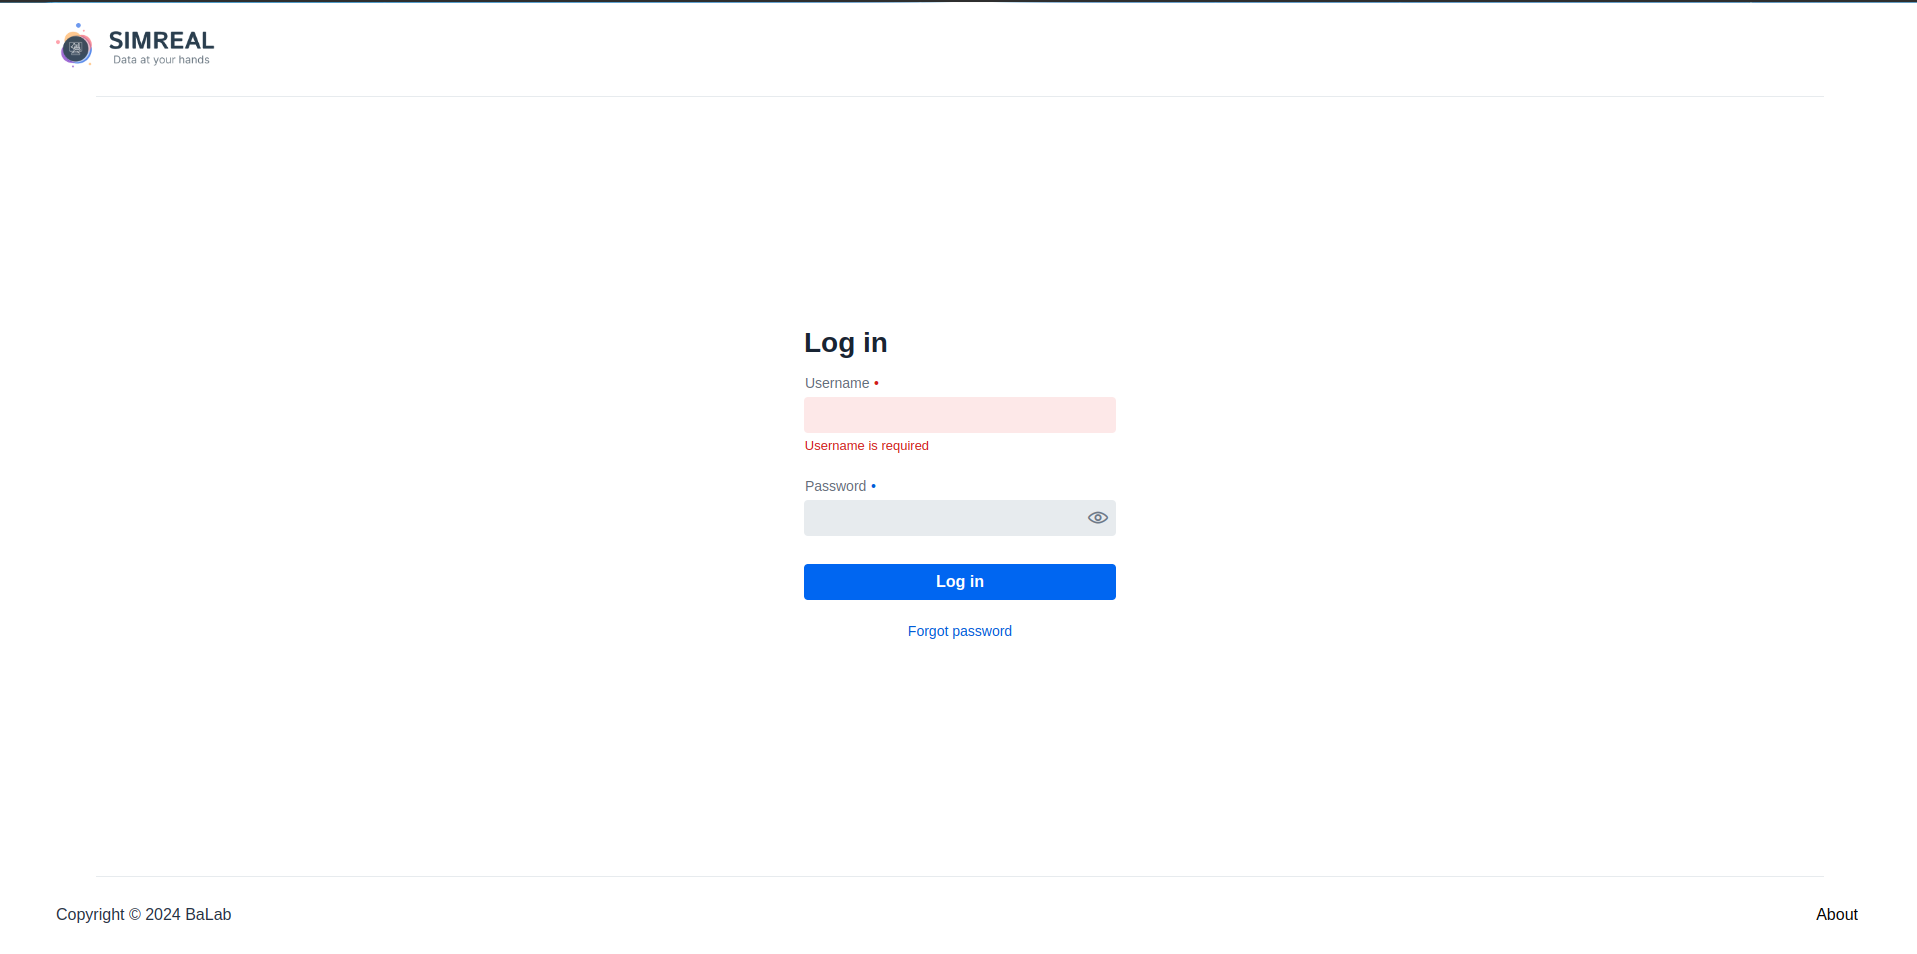 SIMREAL
Data at your hands
Log in
Username •
Username is required
Password •
Log in
Forgot password
Copyright © 2024 BaLab
About